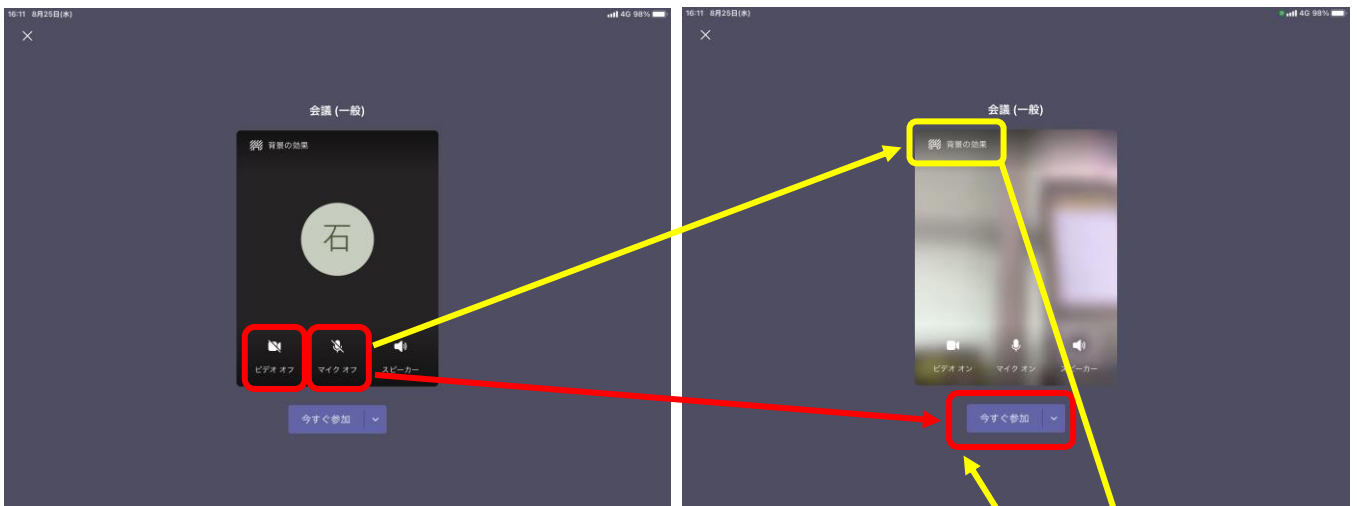 16:11 8月25日(水)
4G 98%
会議 (一般)
背景の効果
石
ビデオ オフ
マイク オフ
スピーカー
今すぐ参加
16:11 8月25日(水)
4G 98%
会議 (一般)
背景の効果
ビデオ オン
マイク オン
スピーカー
今すぐ参加